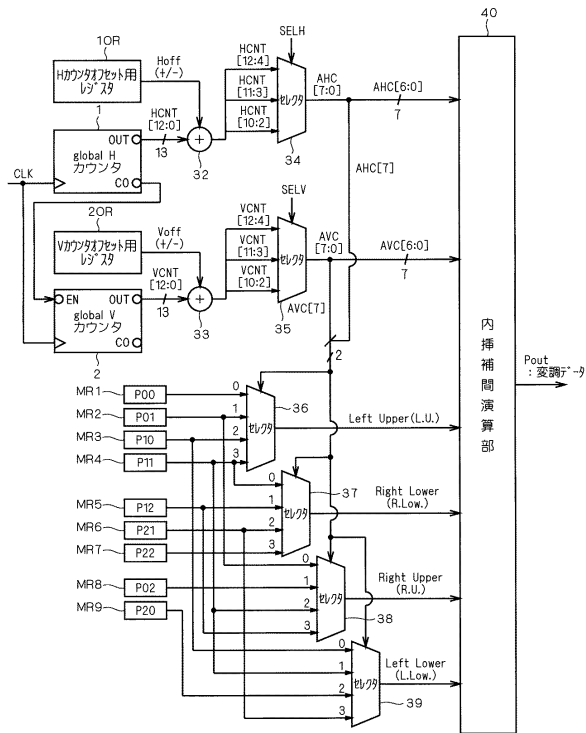 40
10R
Hカウンタオフセット用
レジスタ
Hoff
(+/-)
SELH
HCNT
[12:4]
HCNT
[11:3]
HCNT
[10:2]
セレクタ
AHC
[7:0]
AHC[6:0]
7
1
HCNT
[12:0]
OUT
13
global H
カウンタ
CO
CLK
+
32
34
AHC[7]
20R
Vカウンタオフセット用
レジスタ
Voff
(+/-)
SELV
VCNT
[12:4]
VCNT
[11:3]
VCNT
[10:2]
セレクタ
AVC
[7:0]
AVC[6:0]
7
VCNT
[12:0]
EN
OUT
13
global V
カウンタ
CO
+
33
35
AVC[7]
2
2
内挿補間演算部
Pout
:変調データ
MR1
P00
MR2
P01
MR3
P10
MR4
P11
0
1
2
3
セレクタ
36
Left Upper(L.U.)
MR5
P12
MR6
P21
MR7
P22
0
1
2
3
セレクタ
37
Right Lower
(R.Low.)
MR8
P02
MR9
P20
0
1
2
3
セレクタ
38
Right Upper
(R.U.)
0
1
2
3
セレクタ
39
Left Lower
(L.Low.)